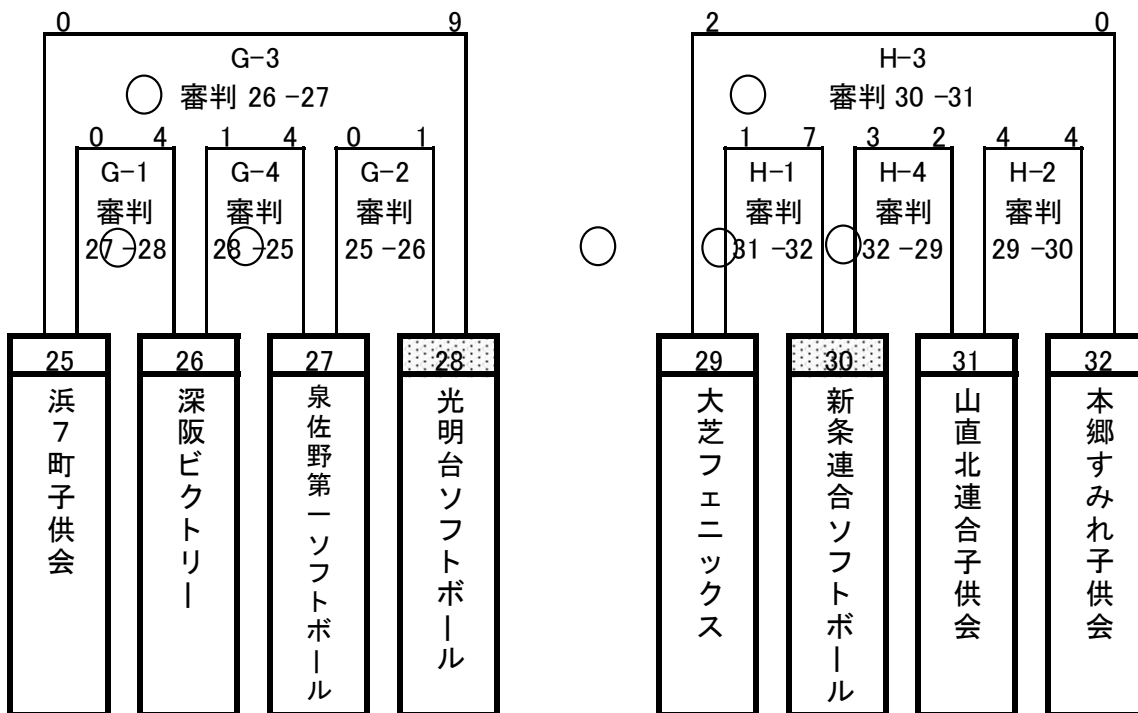 0 9 2 0
G-3 H-3
審判 26-27 審判 30-31
0 4 1 4 0 1 1 7 3 2 4 4
G-1 G-4 G-2 H-1 H-4 H-2
審判 審判 審判 審判 審判 審判
27-28 28-25 25-26 31-32 32-29 29-30
25 26 27 28 29 30 31 32
浜7町子供会
深阪ビクトリー
泉佐野第一ソフトボール
光明台ソフトボール
大芝フェニックス
新条連合ソフトボール
山直北連合子供会
本郷すみれ子供会